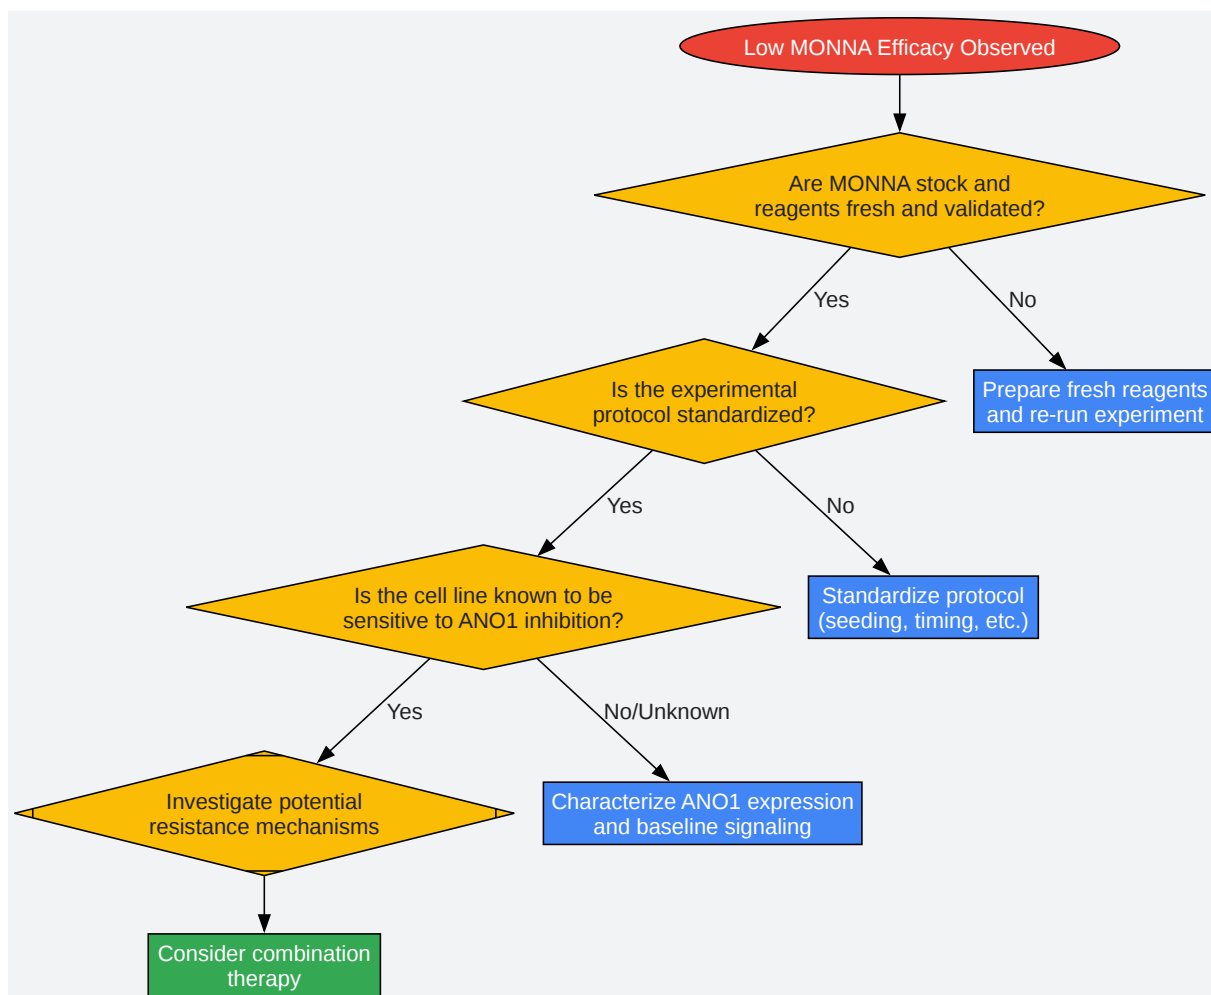 Low MONNA Efficacy Observed
Are MONNA stock and
reagents fresh and validated?
Yes
No
Is the experimental
protocol standardized?
Prepare fresh reagents
and re-run experiment
Yes
No
Is the cell line known to be
sensitive to ANO1 inhibition?
Standardize protocol
(seeding, timing, etc.)
Yes
No/Unknown
Investigate potential
resistance mechanisms
Characterize ANO1 expression
and baseline signaling
Consider combination
therapy